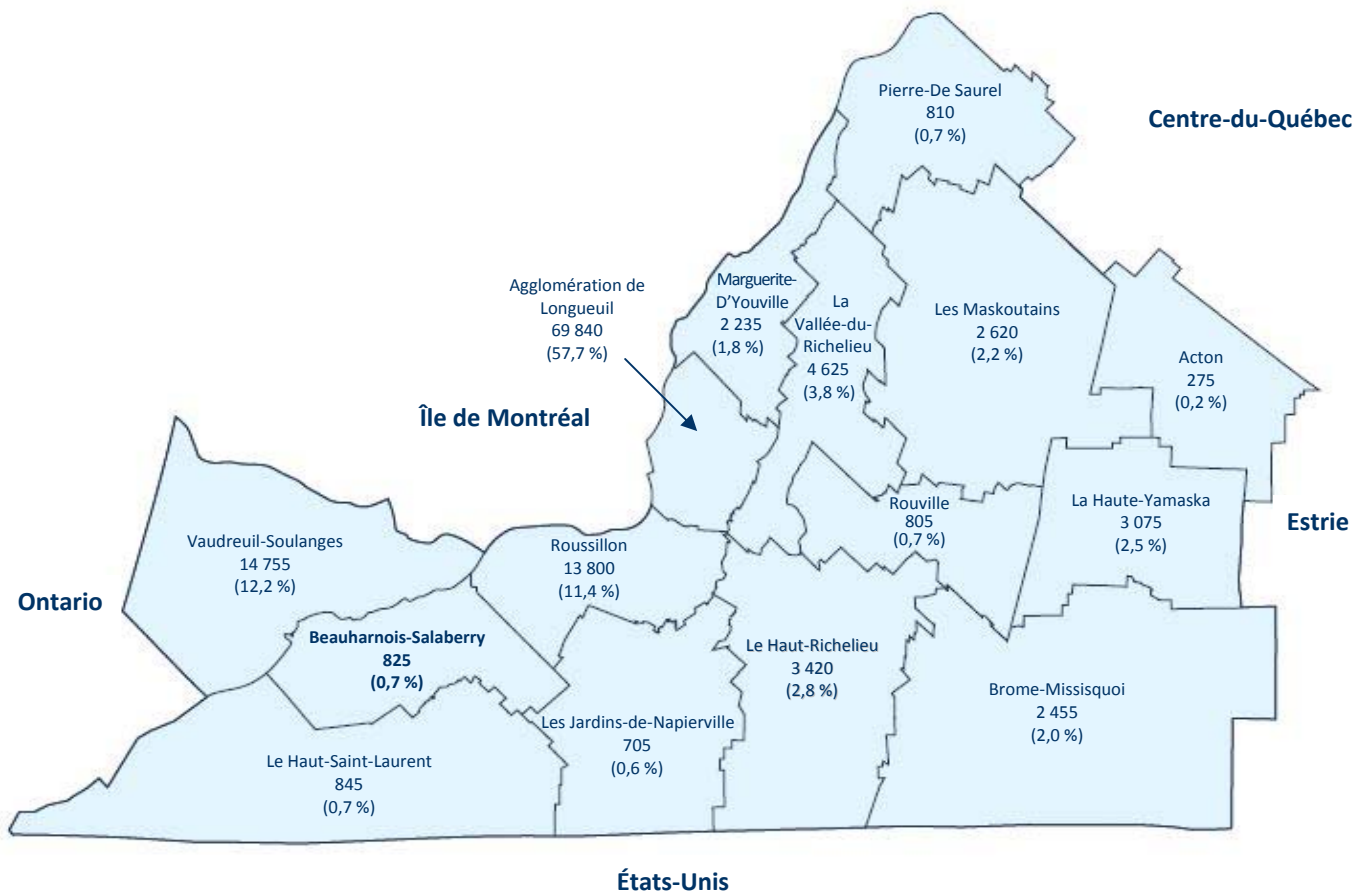 Pierre-De Saurel
810
(0,7 %)
Centre-du-Québec
Agglomération de
Longueuil
69 840
(57,7 %)
Marguerite-
D'Youville
2 235
(1,8 %)
La
Vallée-du-
Richelieu
4 625
(3,8 %)
Les Maskoutains
2 620
(2,2 %)
Acton
275
(0,2 %)
Île de Montréal
Vaudreuil-Soulanges
14 755
(12,2 %)
Roussillon
13 800
(11,4 %)
Rouville
805
(0,7 %)
La Haute-Yamaska
3 075
(2,5 %)
Estrie
Ontario
Beauharnois-Salaberry
825
(0,7 %)
Le Haut-Richelieu
3 420
(2,8 %)
Brome-Missisquoi
2 455
(2,0 %)
Les Jardins-de-Napierville
705
(0,6 %)
Le Haut-Saint-Laurent
845
(0,7 %)
États-Unis